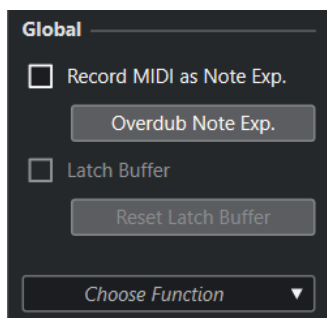 Global
Record MIDI as Note Exp.
Overdub Note Exp.
Latch Buffer
Reset Latch Buffer
Choose Function